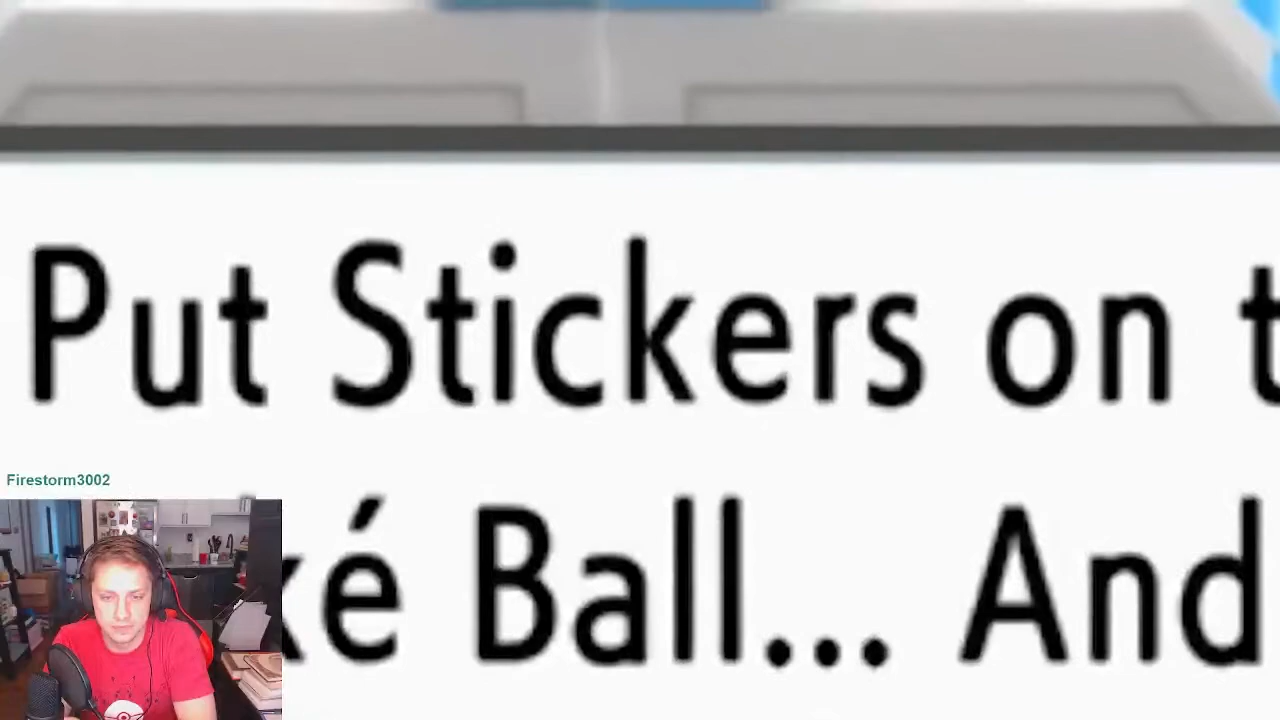 Put Stickers on t
Firestorm3002
ké Ball... And